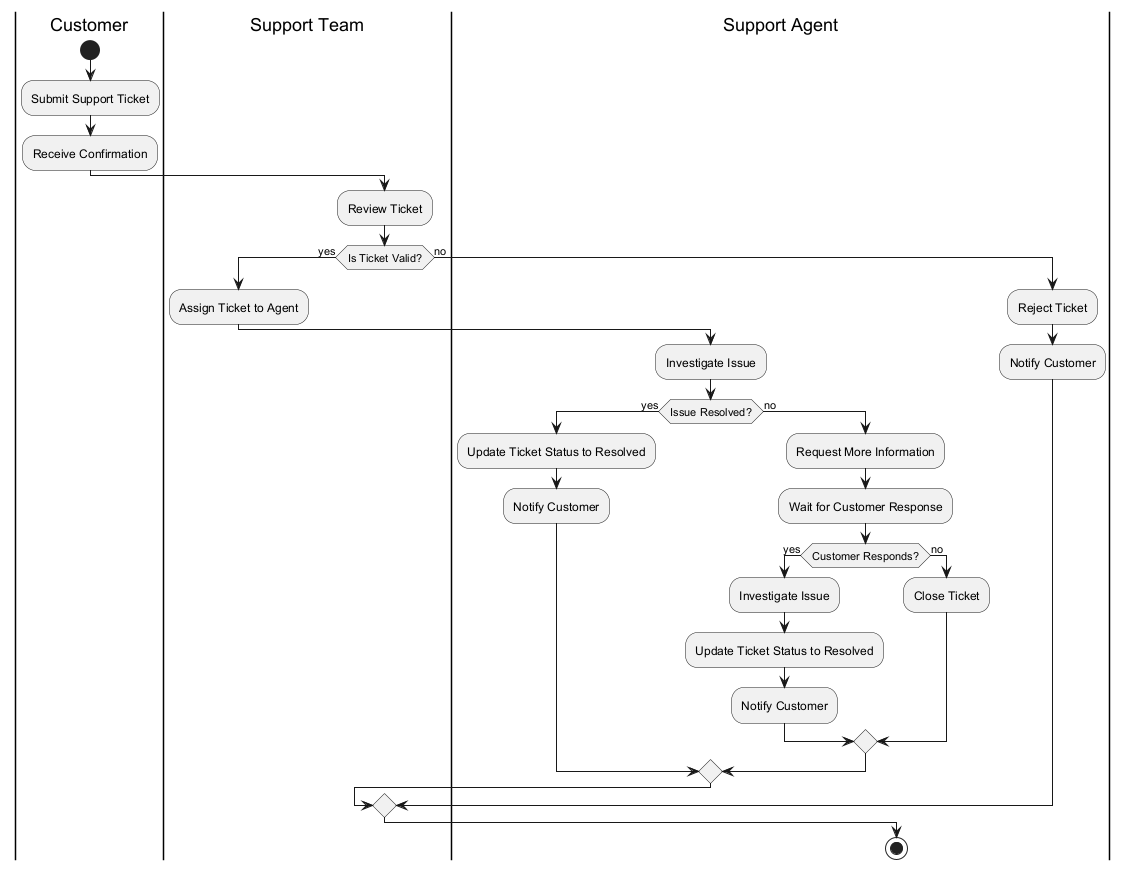 Customer
Support Team
Support Agent
Submit Support Ticket
Receive Confirmation
Review Ticket
yes
Is Ticket Valid?
no
Assign Ticket to Agent
Reject Ticket
Investigate Issue
Notify Customer
yes
Issue Resolved?
no
Update Ticket Status to Resolved
Request More Information
Notify Customer
Wait for Customer Response
yes
Customer Responds?
no
Investigate Issue
Close Ticket
Update Ticket Status to Resolved
Notify Customer